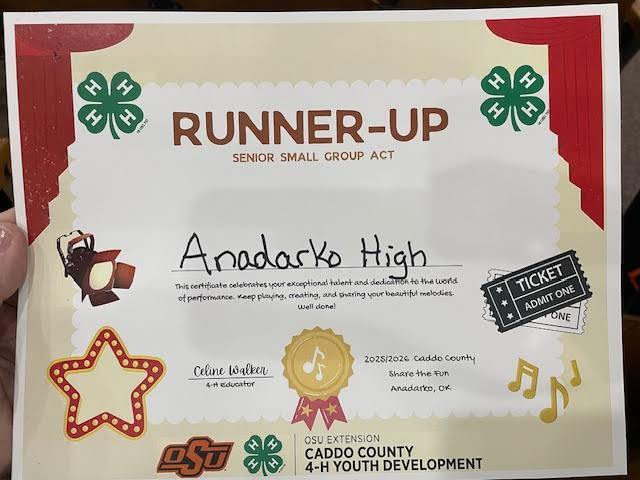 H H H H
H H H H
RUNNER-UP
SENIOR SMALL GROUP ACT
Anadarko High
This certificate celebrates your exceptional talent and dedication to the world
of performance. Keep playing, creating, and sharing your beautiful melodies.
Well done!
TICKET
ADMIT ONE
ONE
Celine Walker
4-H Educator
2025/2026 Caddo County
Share the Fun
Anadarko, OK
OSU
H H H H
OSU EXTENSION
CADDO COUNTY
4-H YOUTH DEVELOPMENT